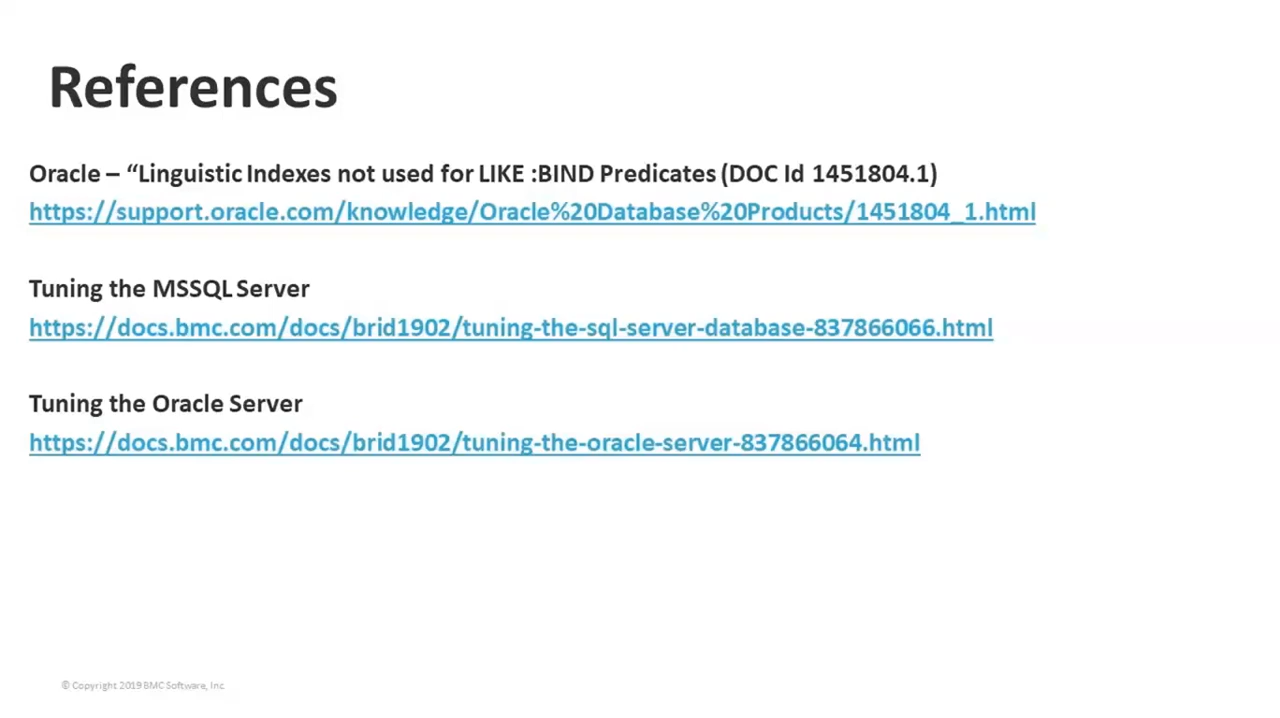 References
Oracle – “Linguistic Indexes not used for LIKE :BIND Predicates (DOC Id 1451804.1)
https://support.oracle.com/knowledge/Oracle%20Database%20Products/1451804_1.html
Tuning the MSSQL Server
https://docs.bmc.com/docs/brid1902/tuning-the-sql-server-database-837866066.html
Tuning the Oracle Server
https://docs.bmc.com/docs/brid1902/tuning-the-oracle-server-837866064.html
© Copyright 2019 BMC Software, Inc.